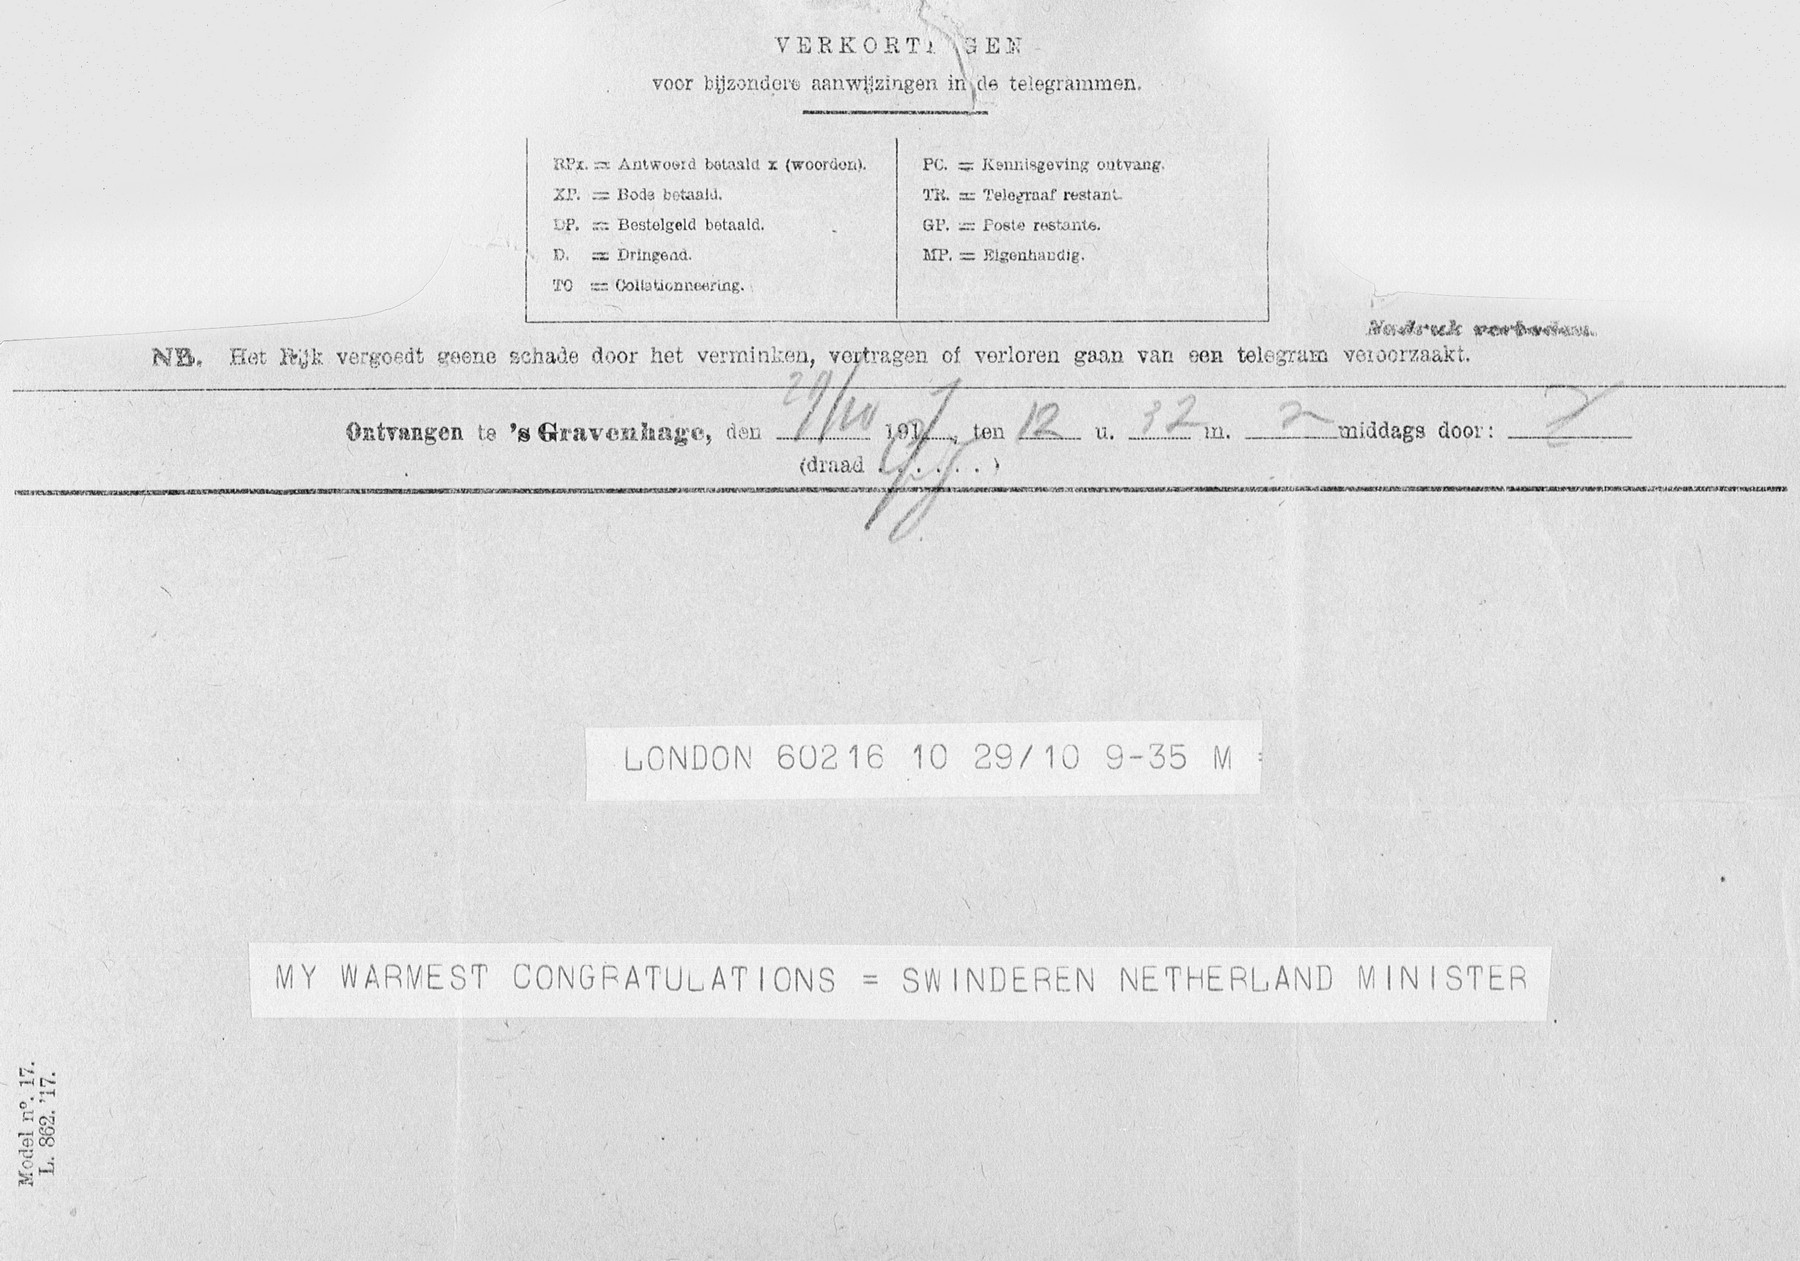 VERKORTINGEN
voor bijzondere aanwijzingen in de telegrammen.
RPx. = Antwoord betaald x (woorden).
XP. = Bode betaald.
DP. = Bestelgeld betaald.
D. = Dringend.
TC = Collationneering.
PC. = Kennisgeving ontvang.
TR. = Telegraaf restant.
GP. = Poste restante.
MP. = Eigenhandig.
Nadruk verboden.
NB. Het Rijk vergoedt geene schade door het verminken, vertragen of verloren gaan van een telegram veroorzaakt.
Ontvangen te 's Gravenhage, den 29/10 191 , ten 12 u. 32 m. middags door:
(draad . . . . . . )
LONDON 60216 10 29/10 9-35 M =
MY WARMEST CONGRATULATIONS = SWINDEREN NETHERLAND MINISTER
Model nº. 17.
L. 862. '17.